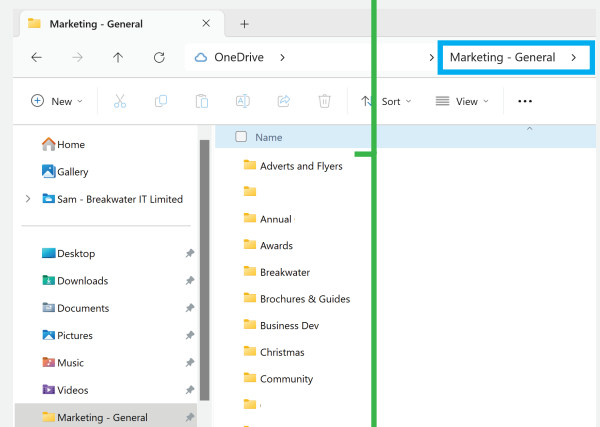 Marketing - General
OneDrive
Marketing - General
New
Sort
View
Name
Home
Gallery
Sam - Breakwater IT Limited
Desktop
Downloads
Documents
Pictures
Music
Videos
Marketing - General
Adverts and Flyers
Annual
Awards
Breakwater
Brochures & Guides
Business Dev
Christmas
Community